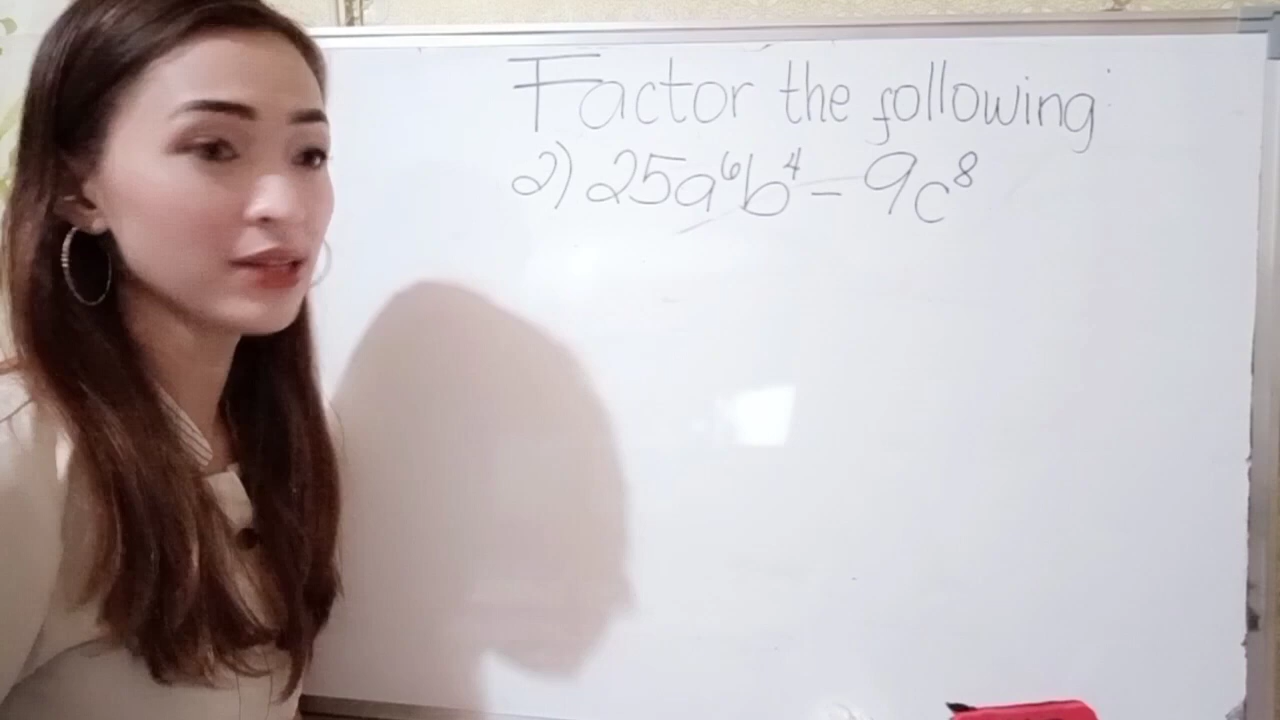 Factor the following
2) 25a⁶b⁴ - 9c⁸